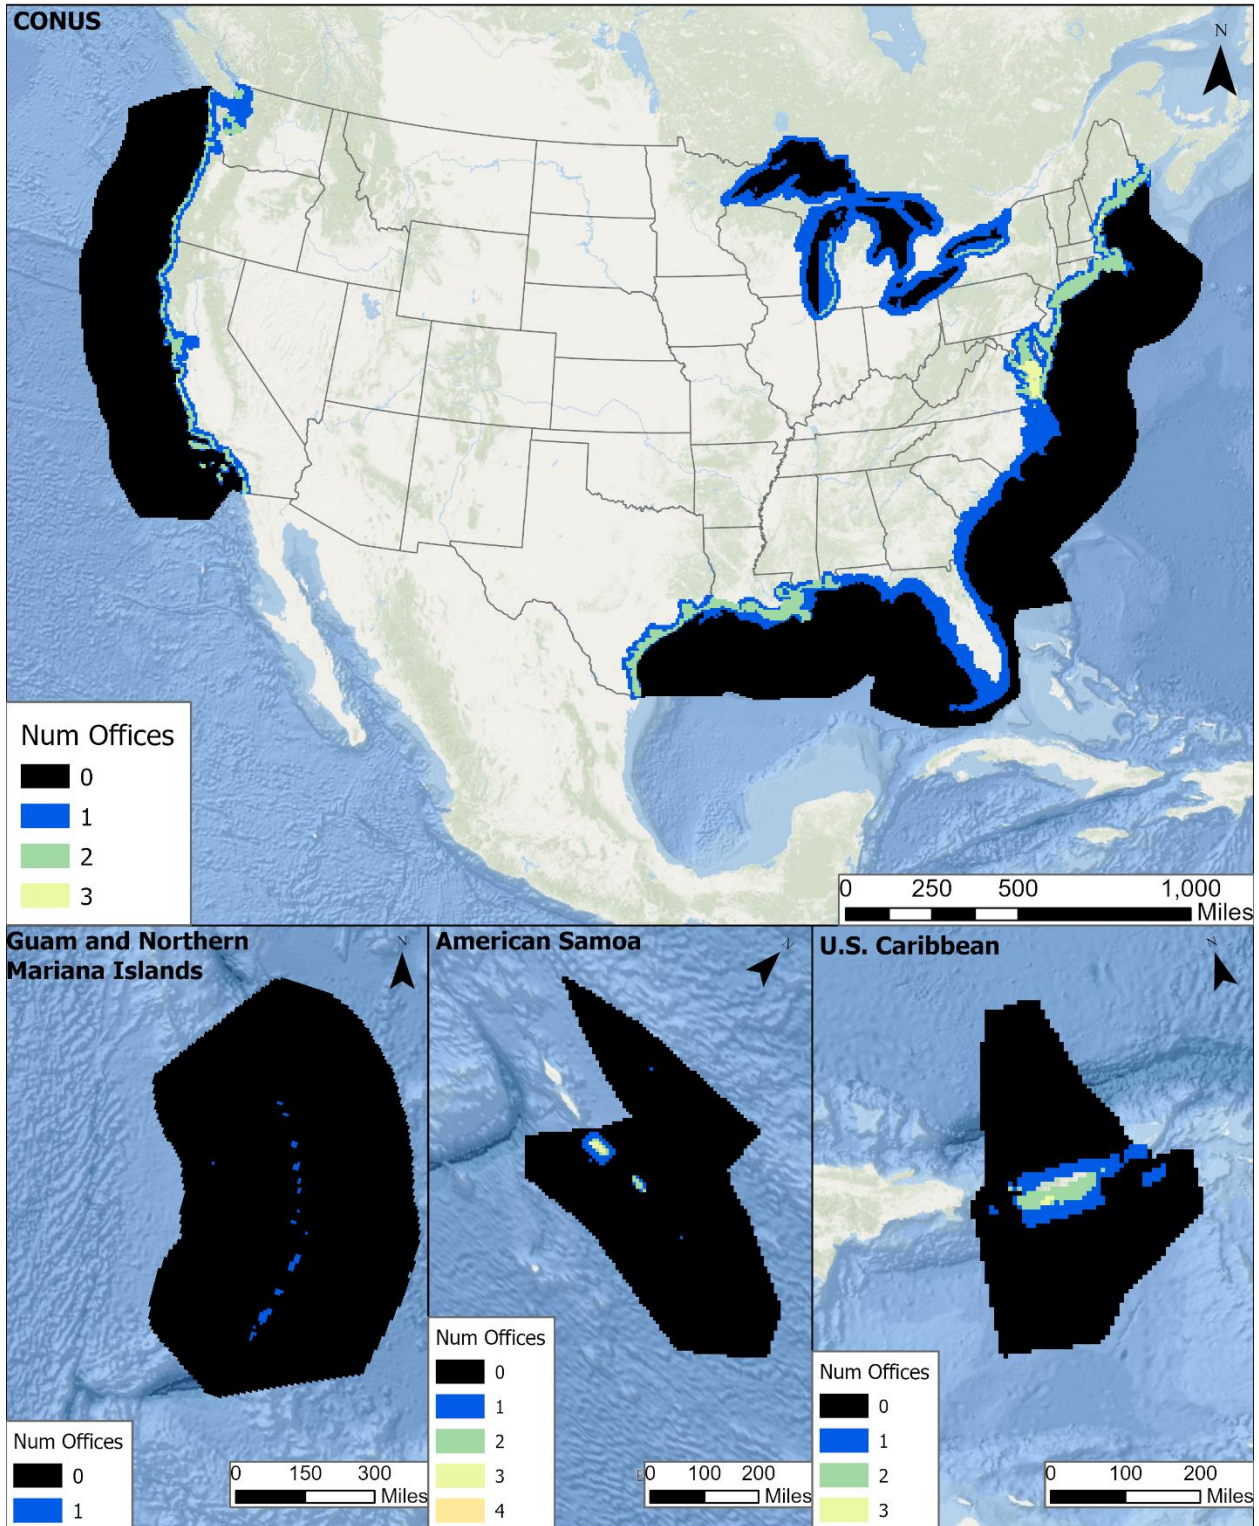 CONUS
N
Num Offices
0
1
2
3
0 250 500 1,000
Miles
Guam and Northern
Mariana Islands
N
Num Offices
0
1
0 150 300
Miles
American Samoa
N
Num Offices
0
1
2
3
4
0 100 200
Miles
U.S. Caribbean
N
Num Offices
0
1
2
3
0 100 200
Miles